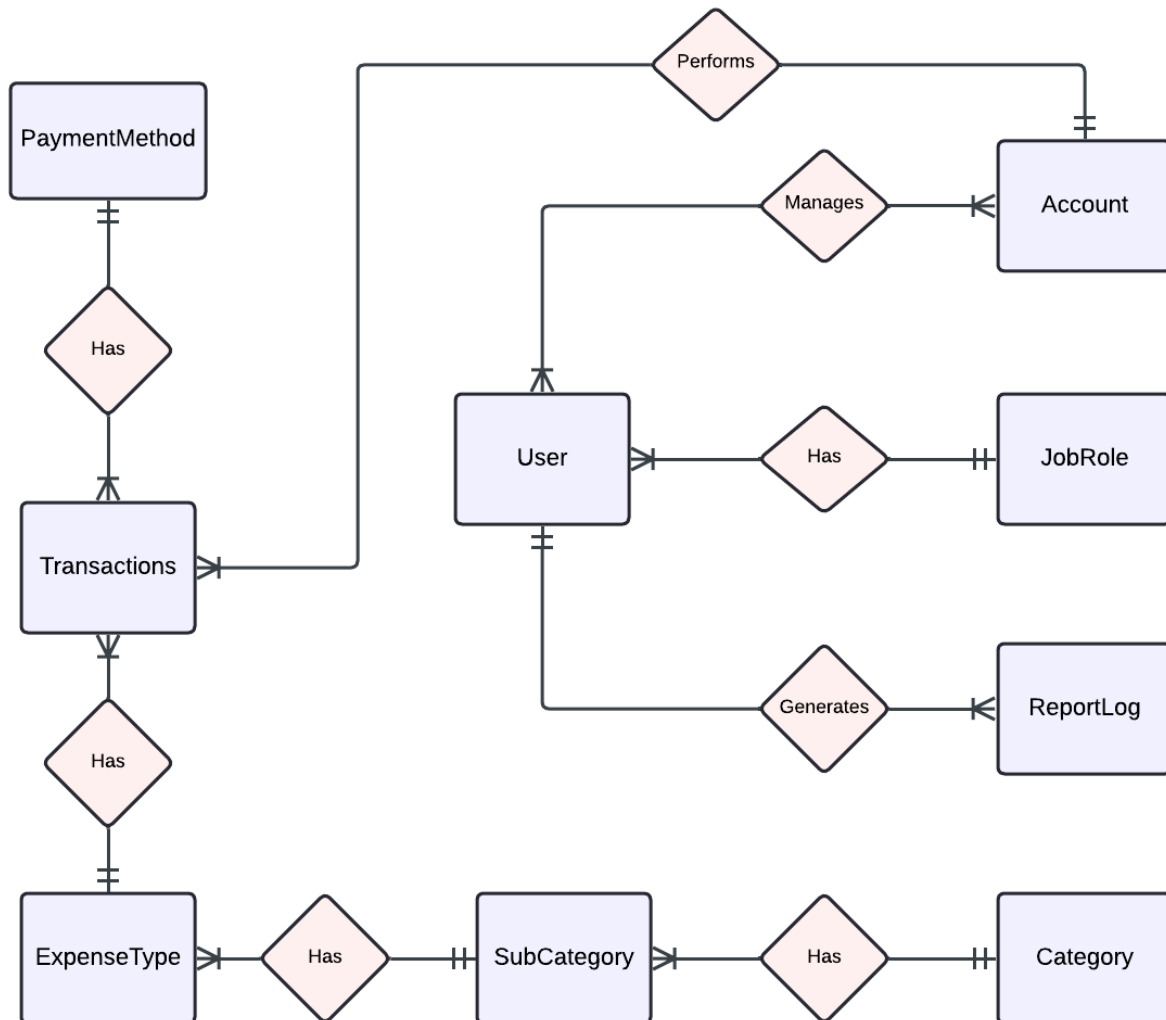 Performs
PaymentMethod
Manages
Account
Has
User
Has
JobRole
Transactions
Generates
ReportLog
Has
ExpenseType
Has
SubCategory
Has
Category